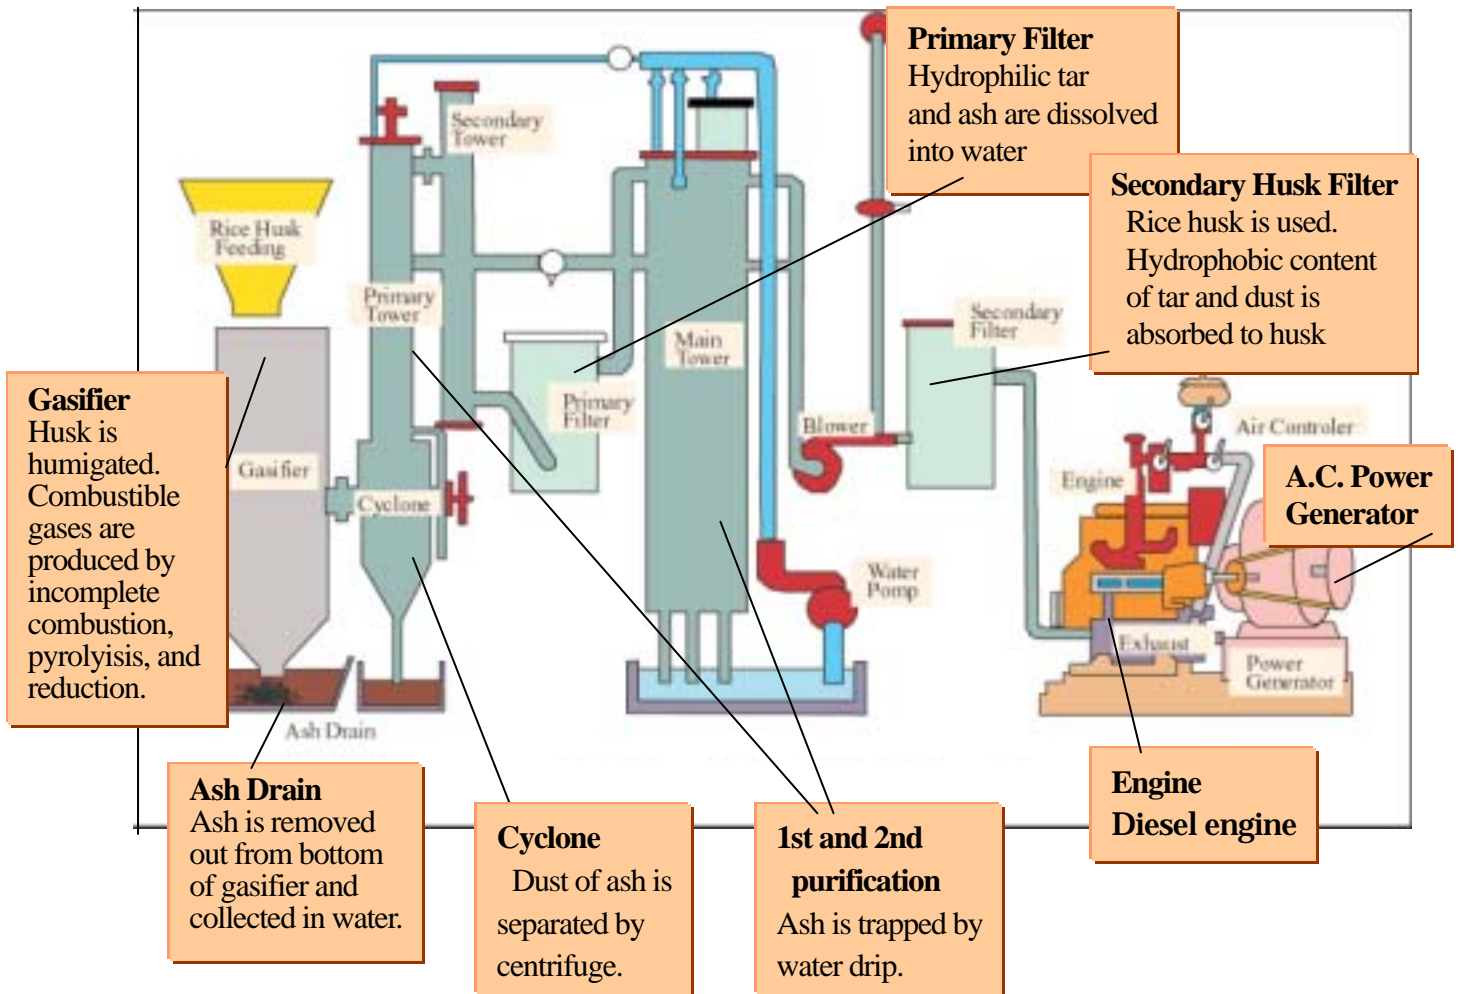 Primary Filter
Hydrophilic tar
and ash are dissolved
into water
Secondary Husk Filter
Rice husk is used.
Hydrophobic content
of tar and dust is
absorbed to husk
Secondary
Tower
Rice Husk
Feeding
Primary
Tower
Main
Tower
Secondary
Filter
Primary
Filter
Blower
Air Controler
Engine
A.C. Power
Generator
Gasifier
Husk is
humigated.
Combustible
gases are
produced by
incomplete
combustion,
pyrolyisis, and
reduction.
Gasifier
Cyclone
Water
Pomp
Exhaust
Power
Generator
Ash Drain
Ash Drain
Ash is removed
out from bottom
of gasifier and
collected in water.
Cyclone
Dust of ash is
separated by
centrifuge.
1st and 2nd
purification
Ash is trapped by
water drip.
Engine
Diesel engine